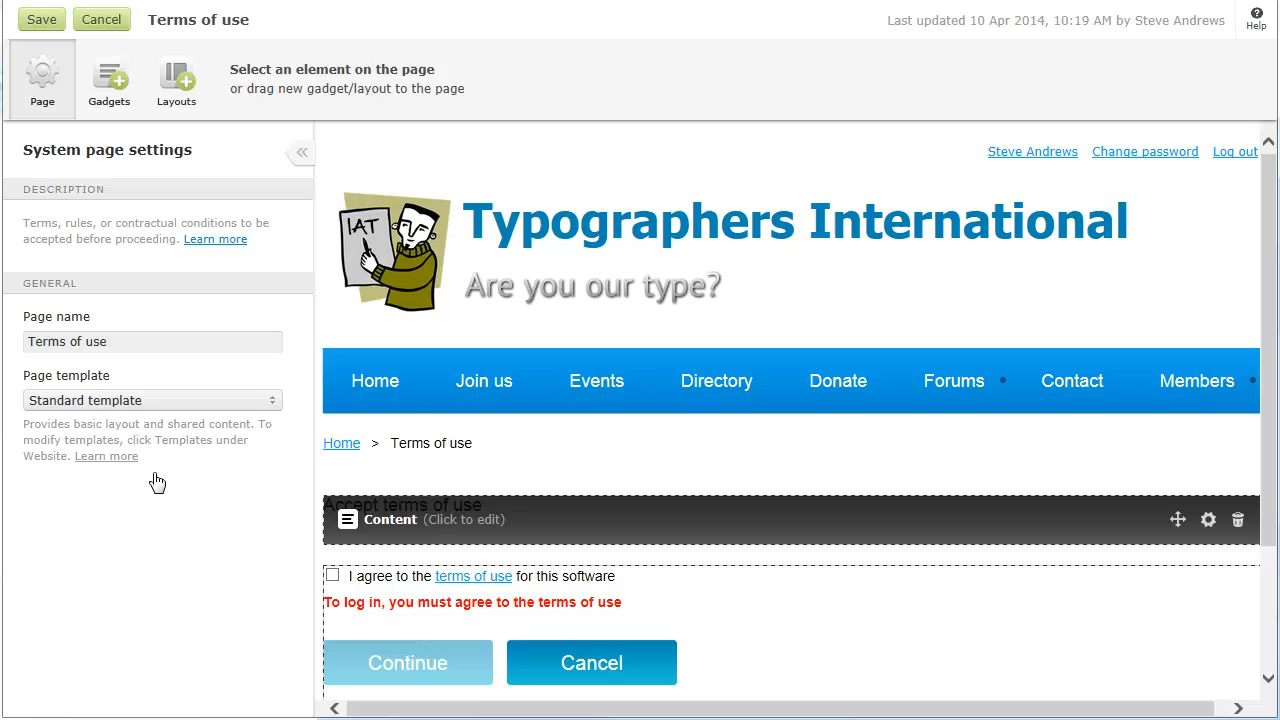 Save Cancel Terms of use Last updated 10 Apr 2014, 10:19 AM by Steve Andrews Help
Page Gadgets Layouts
Select an element on the page
or drag new gadget/layout to the page
System page settings
DESCRIPTION
Terms, rules, or contractual conditions to be
accepted before proceeding. Learn more
GENERAL
Page name
Terms of use
Page template
Standard template
Provides basic layout and shared content. To
modify templates, click Templates under
Website. Learn more
Steve Andrews Change password Log out
IAT
Typographers International
Are you our type?
Home Join us Events Directory Donate Forums Contact Members
Home > Terms of use
Accept terms of use
Content (Click to edit)
I agree to the terms of use for this software
To log in, you must agree to the terms of use
Continue Cancel